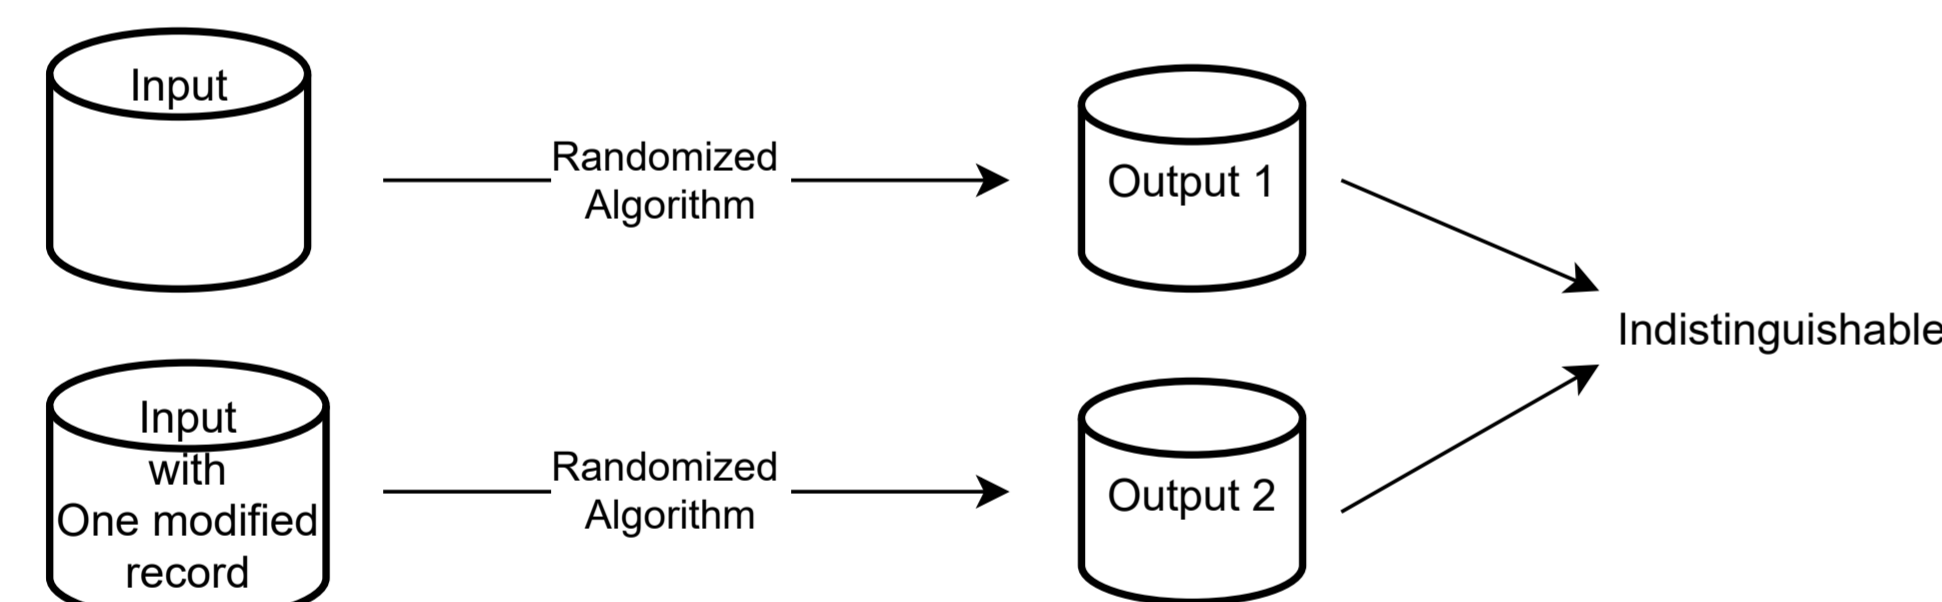 Input
Randomized
Algorithm
Output 1
Indistinguishable
Input
with
One modified
record
Randomized
Algorithm
Output 2